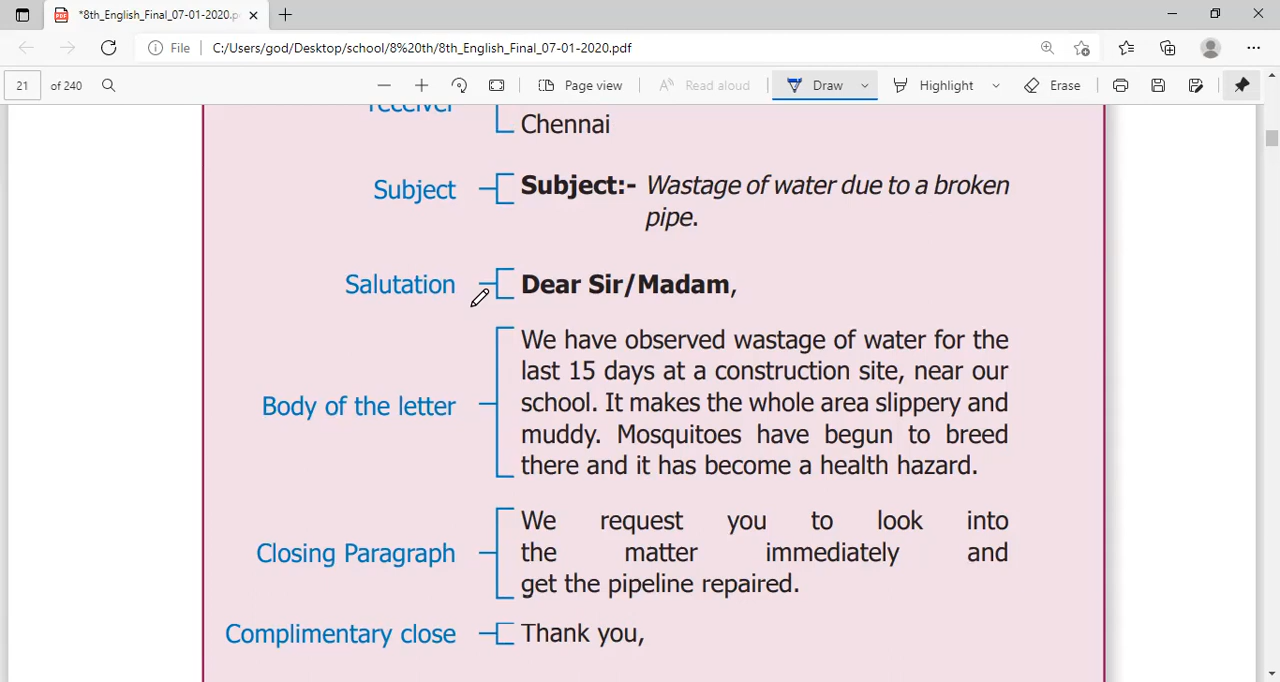 *8th_English_Final_07-01-2020.p
File C:/Users/god/Desktop/school/8%20th/8th_English_Final_07-01-2020.pdf
21 of 240 Page view Read aloud Draw Highlight Erase
receiver
Chennai
Subject Subject:- Wastage of water due to a broken
pipe.
Salutation Dear Sir/Madam,
We have observed wastage of water for the
last 15 days at a construction site, near our
school. It makes the whole area slippery and
Body of the letter
muddy. Mosquitoes have begun to breed
there and it has become a health hazard.
We request you to look into
Closing Paragraph the matter immediately and
get the pipeline repaired.
Complimentary close Thank you,